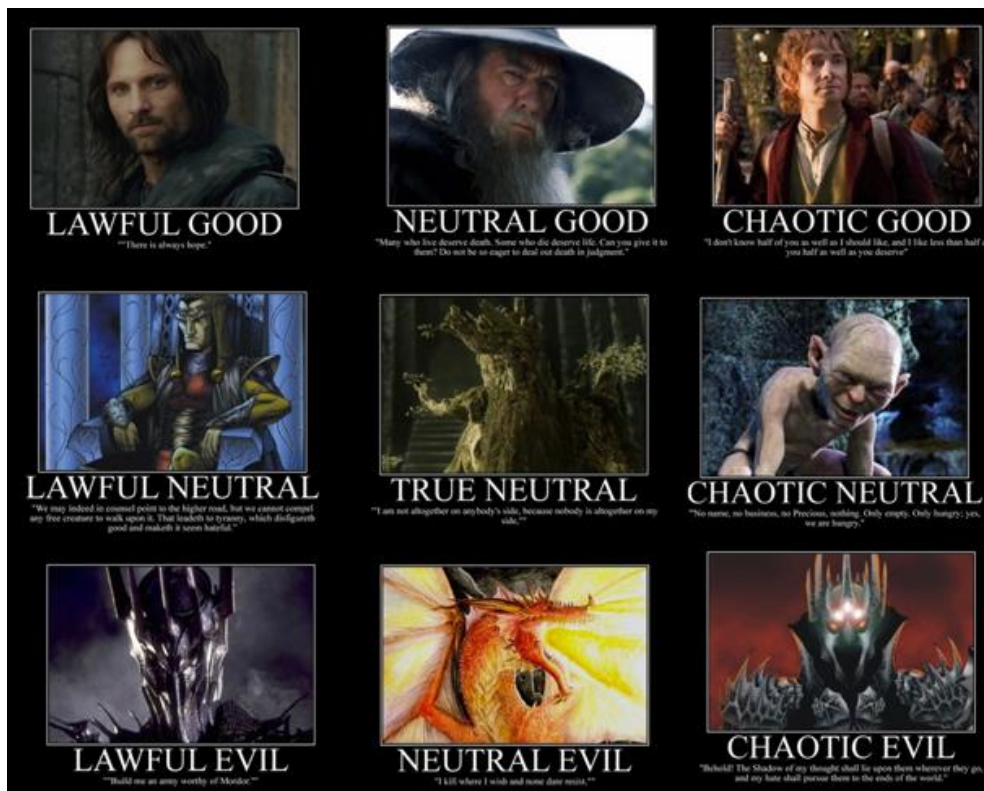 LAWFUL GOOD
""There is always hope."
NEUTRAL GOOD
"Many who live deserve death. Some who die deserve life. Can you give it to
them? Do not be so eager to deal out death in judgment."
CHAOTIC GOOD
"I don't know half of you as well as I should like, and I like less than half
you half as well as you deserve"
LAWFUL NEUTRAL
"We may indeed in counsel point to the higher road, but we cannot compel
any free creature to walk upon it. That leadeth to tyranny, which disfigureth
good and maketh it seem hateful."
TRUE NEUTRAL
"I am not altogether on anybody's side, because nobody is altogether on my
side,""
CHAOTIC NEUTRAL
"No name, no business, no Precious, nothing. Only empty. Only hungry; yes,
we are hungry."
LAWFUL EVIL
""Build me an army worthy of Mordor.""
NEUTRAL EVIL
"I kill where I wish and none dare resist.""
CHAOTIC EVIL
"Behold! The Shadow of my thought shall lie upon them wherever they go,
and my hate shall pursue them to the ends of the world."